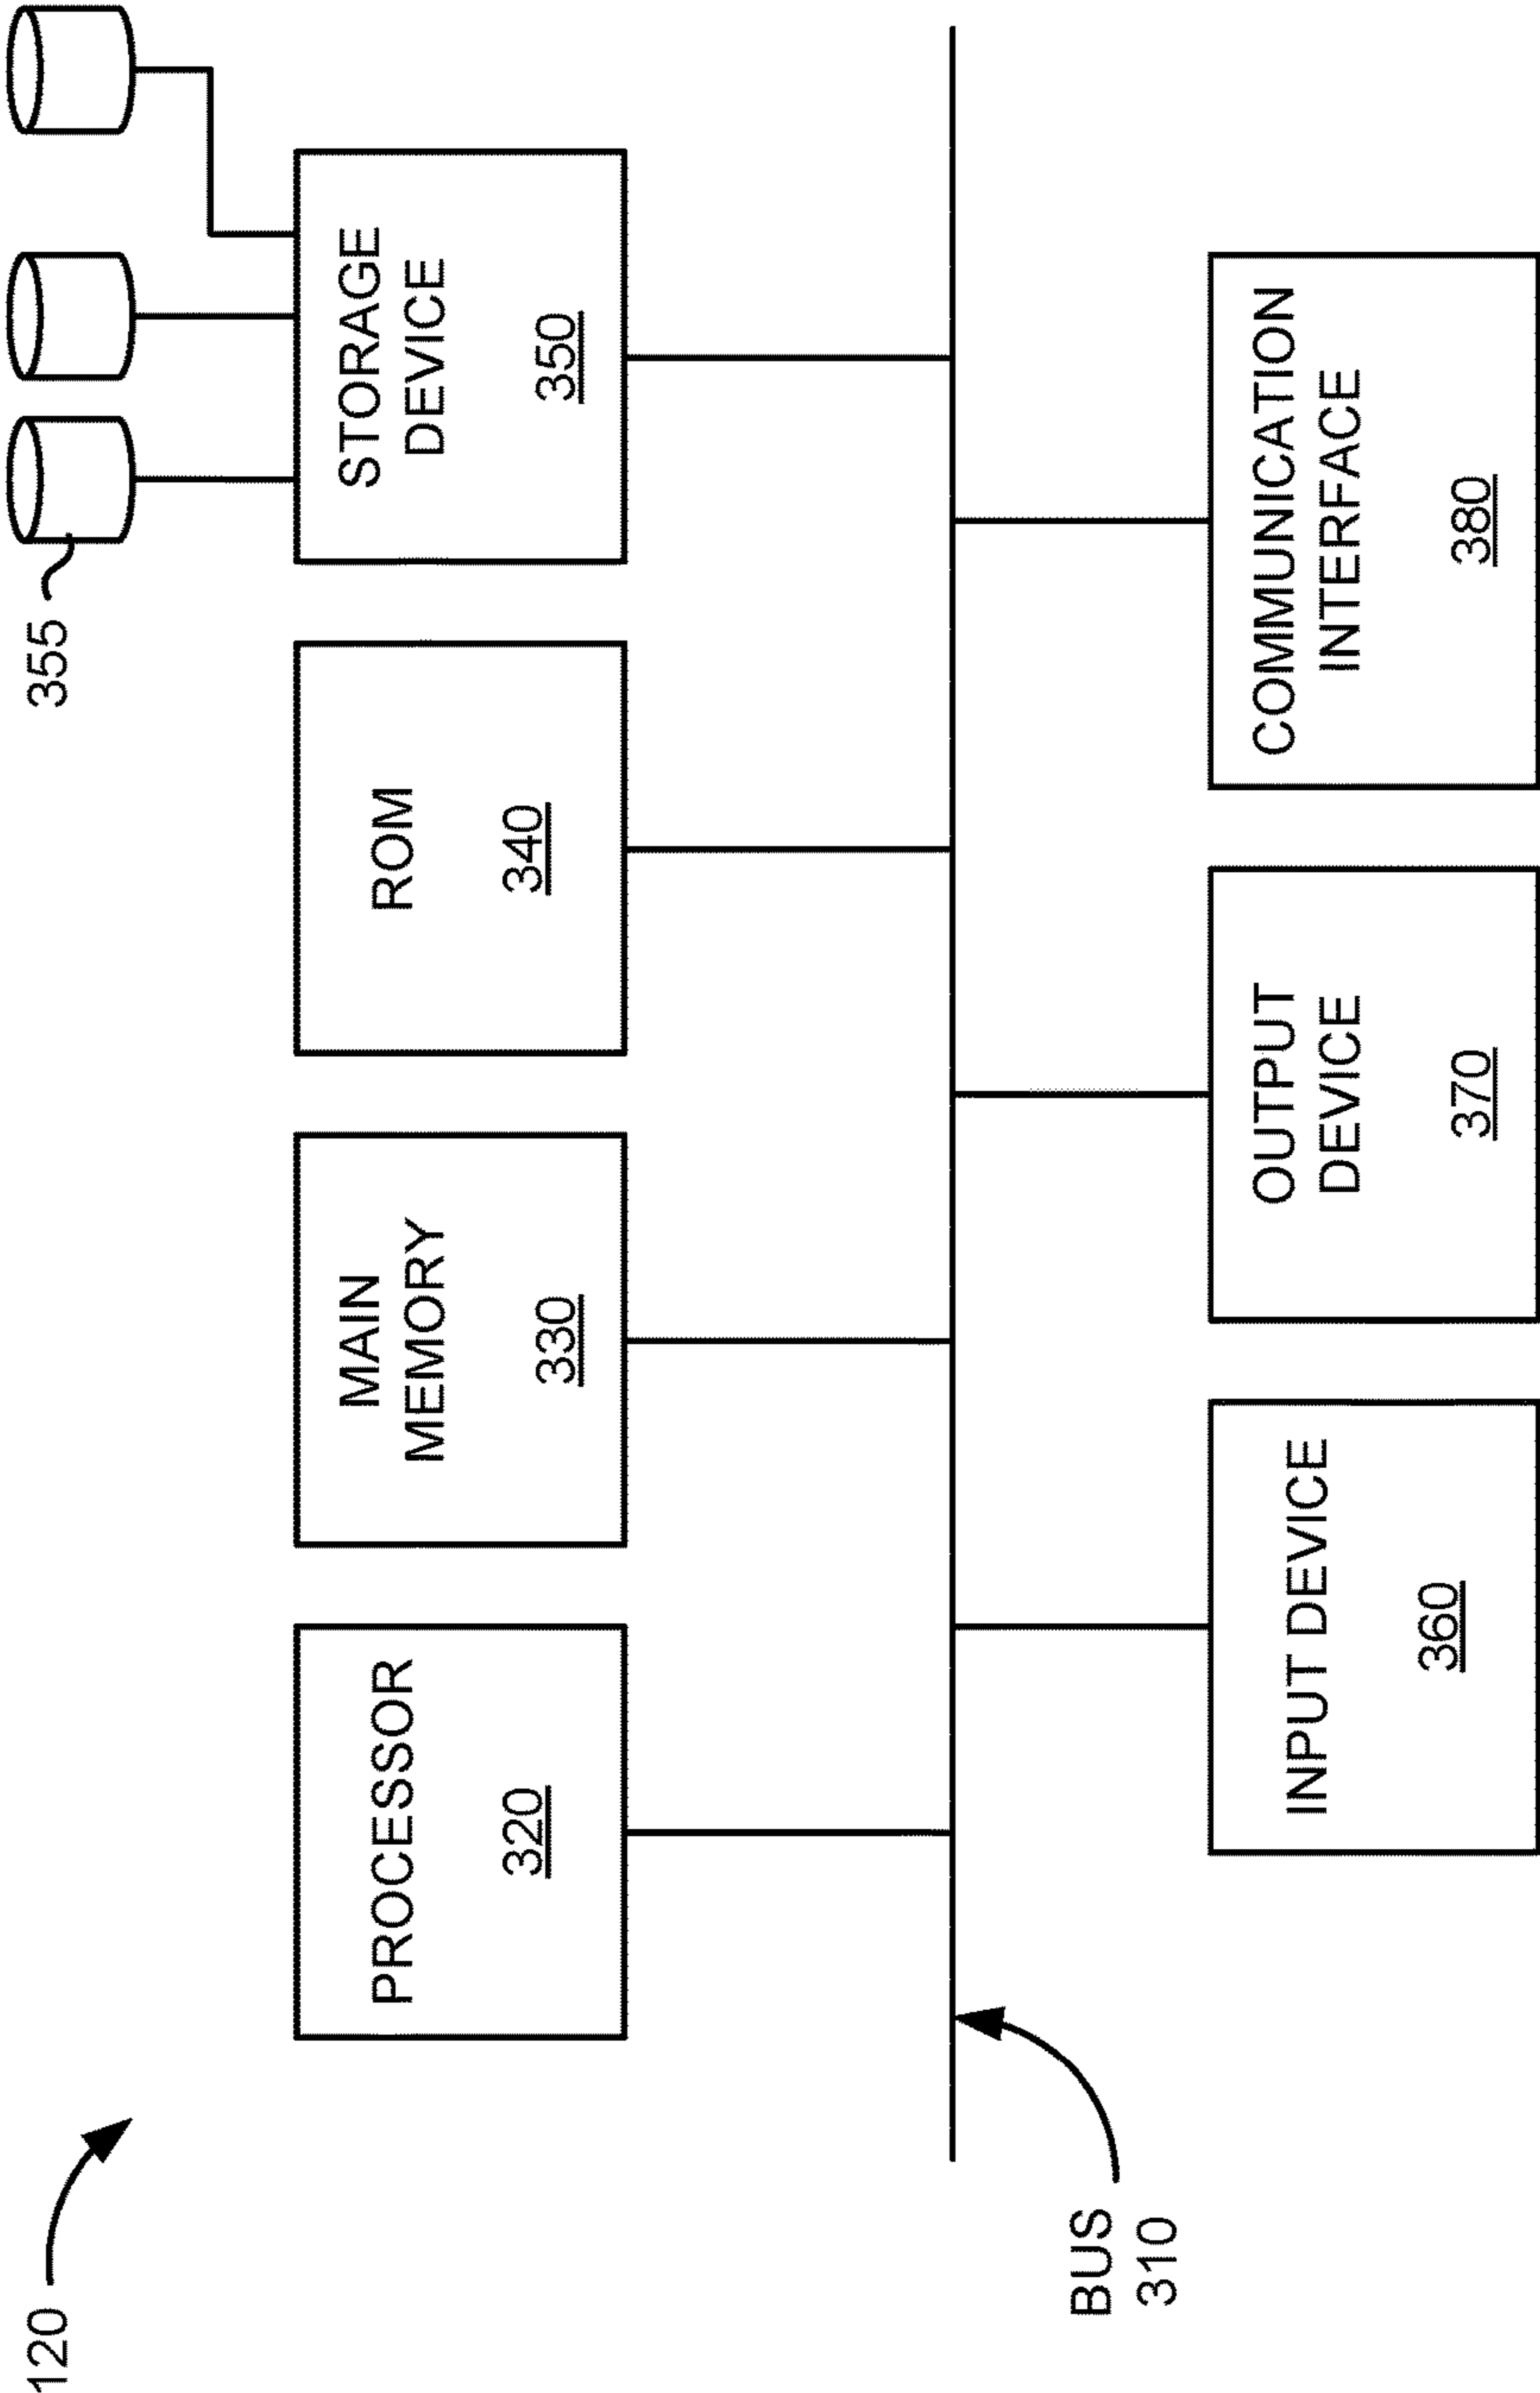 120
355
PROCESSOR
320
MAIN
MEMORY
330
ROM
340
STORAGE
DEVICE
350
BUS
310
INPUT DEVICE
360
OUTPUT
DEVICE
370
COMMUNICATION
INTERFACE
380